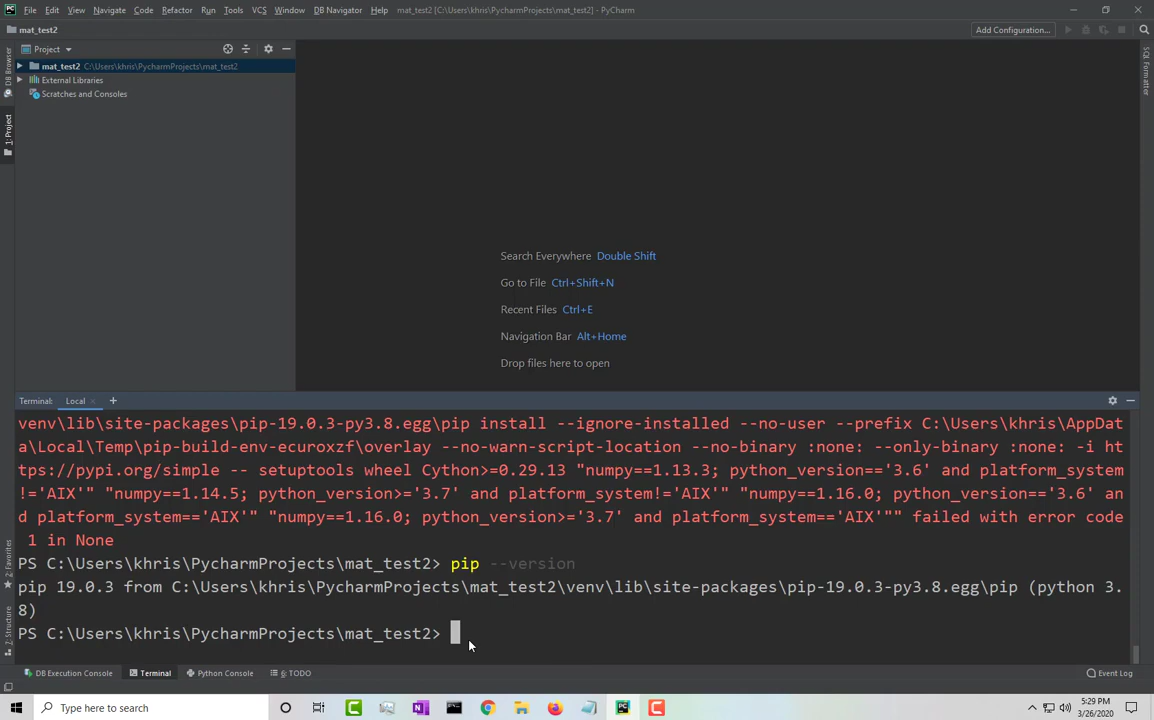 File Edit View Navigate Code Refactor Run Tools VCS Window DB Navigator Help mat_test2 [C:\Users\khris\PycharmProjects\mat_test2] - PyCharm
mat_test2
Add Configuration...
Project
mat_test2 C:\Users\khris\PycharmProjects\mat_test2
External Libraries
Scratches and Consoles
DB Browser
1: Project
SQL Formatter
Search Everywhere Double Shift
Go to File Ctrl+Shift+N
Recent Files Ctrl+E
Navigation Bar Alt+Home
Drop files here to open
Terminal: Local
venv\lib\site-packages\pip-19.0.3-py3.8.egg\pip install --ignore-installed --no-user --prefix C:\Users\khris\AppDat
a\Local\Temp\pip-build-env-ecuroxzf\overlay --no-warn-script-location --no-binary :none: --only-binary :none: -i ht
tps://pypi.org/simple -- setuptools wheel Cython>=0.29.13 "numpy==1.13.3; python_version=='3.6' and platform_system
!='AIX'" "numpy==1.14.5; python_version>='3.7' and platform_system!='AIX'" "numpy==1.16.0; python_version=='3.6' an
d platform_system=='AIX'" "numpy==1.16.0; python_version>='3.7' and platform_system=='AIX'"" failed with error code
1 in None
PS C:\Users\khris\PycharmProjects\mat_test2> pip --version
pip 19.0.3 from C:\Users\khris\PycharmProjects\mat_test2\venv\lib\site-packages\pip-19.0.3-py3.8.egg\pip (python 3.
8)
PS C:\Users\khris\PycharmProjects\mat_test2>
2: Favorites
7: Structure
DB Execution Console Terminal Python Console 6: TODO Event Log
Type here to search
5:29 PM
3/26/2020